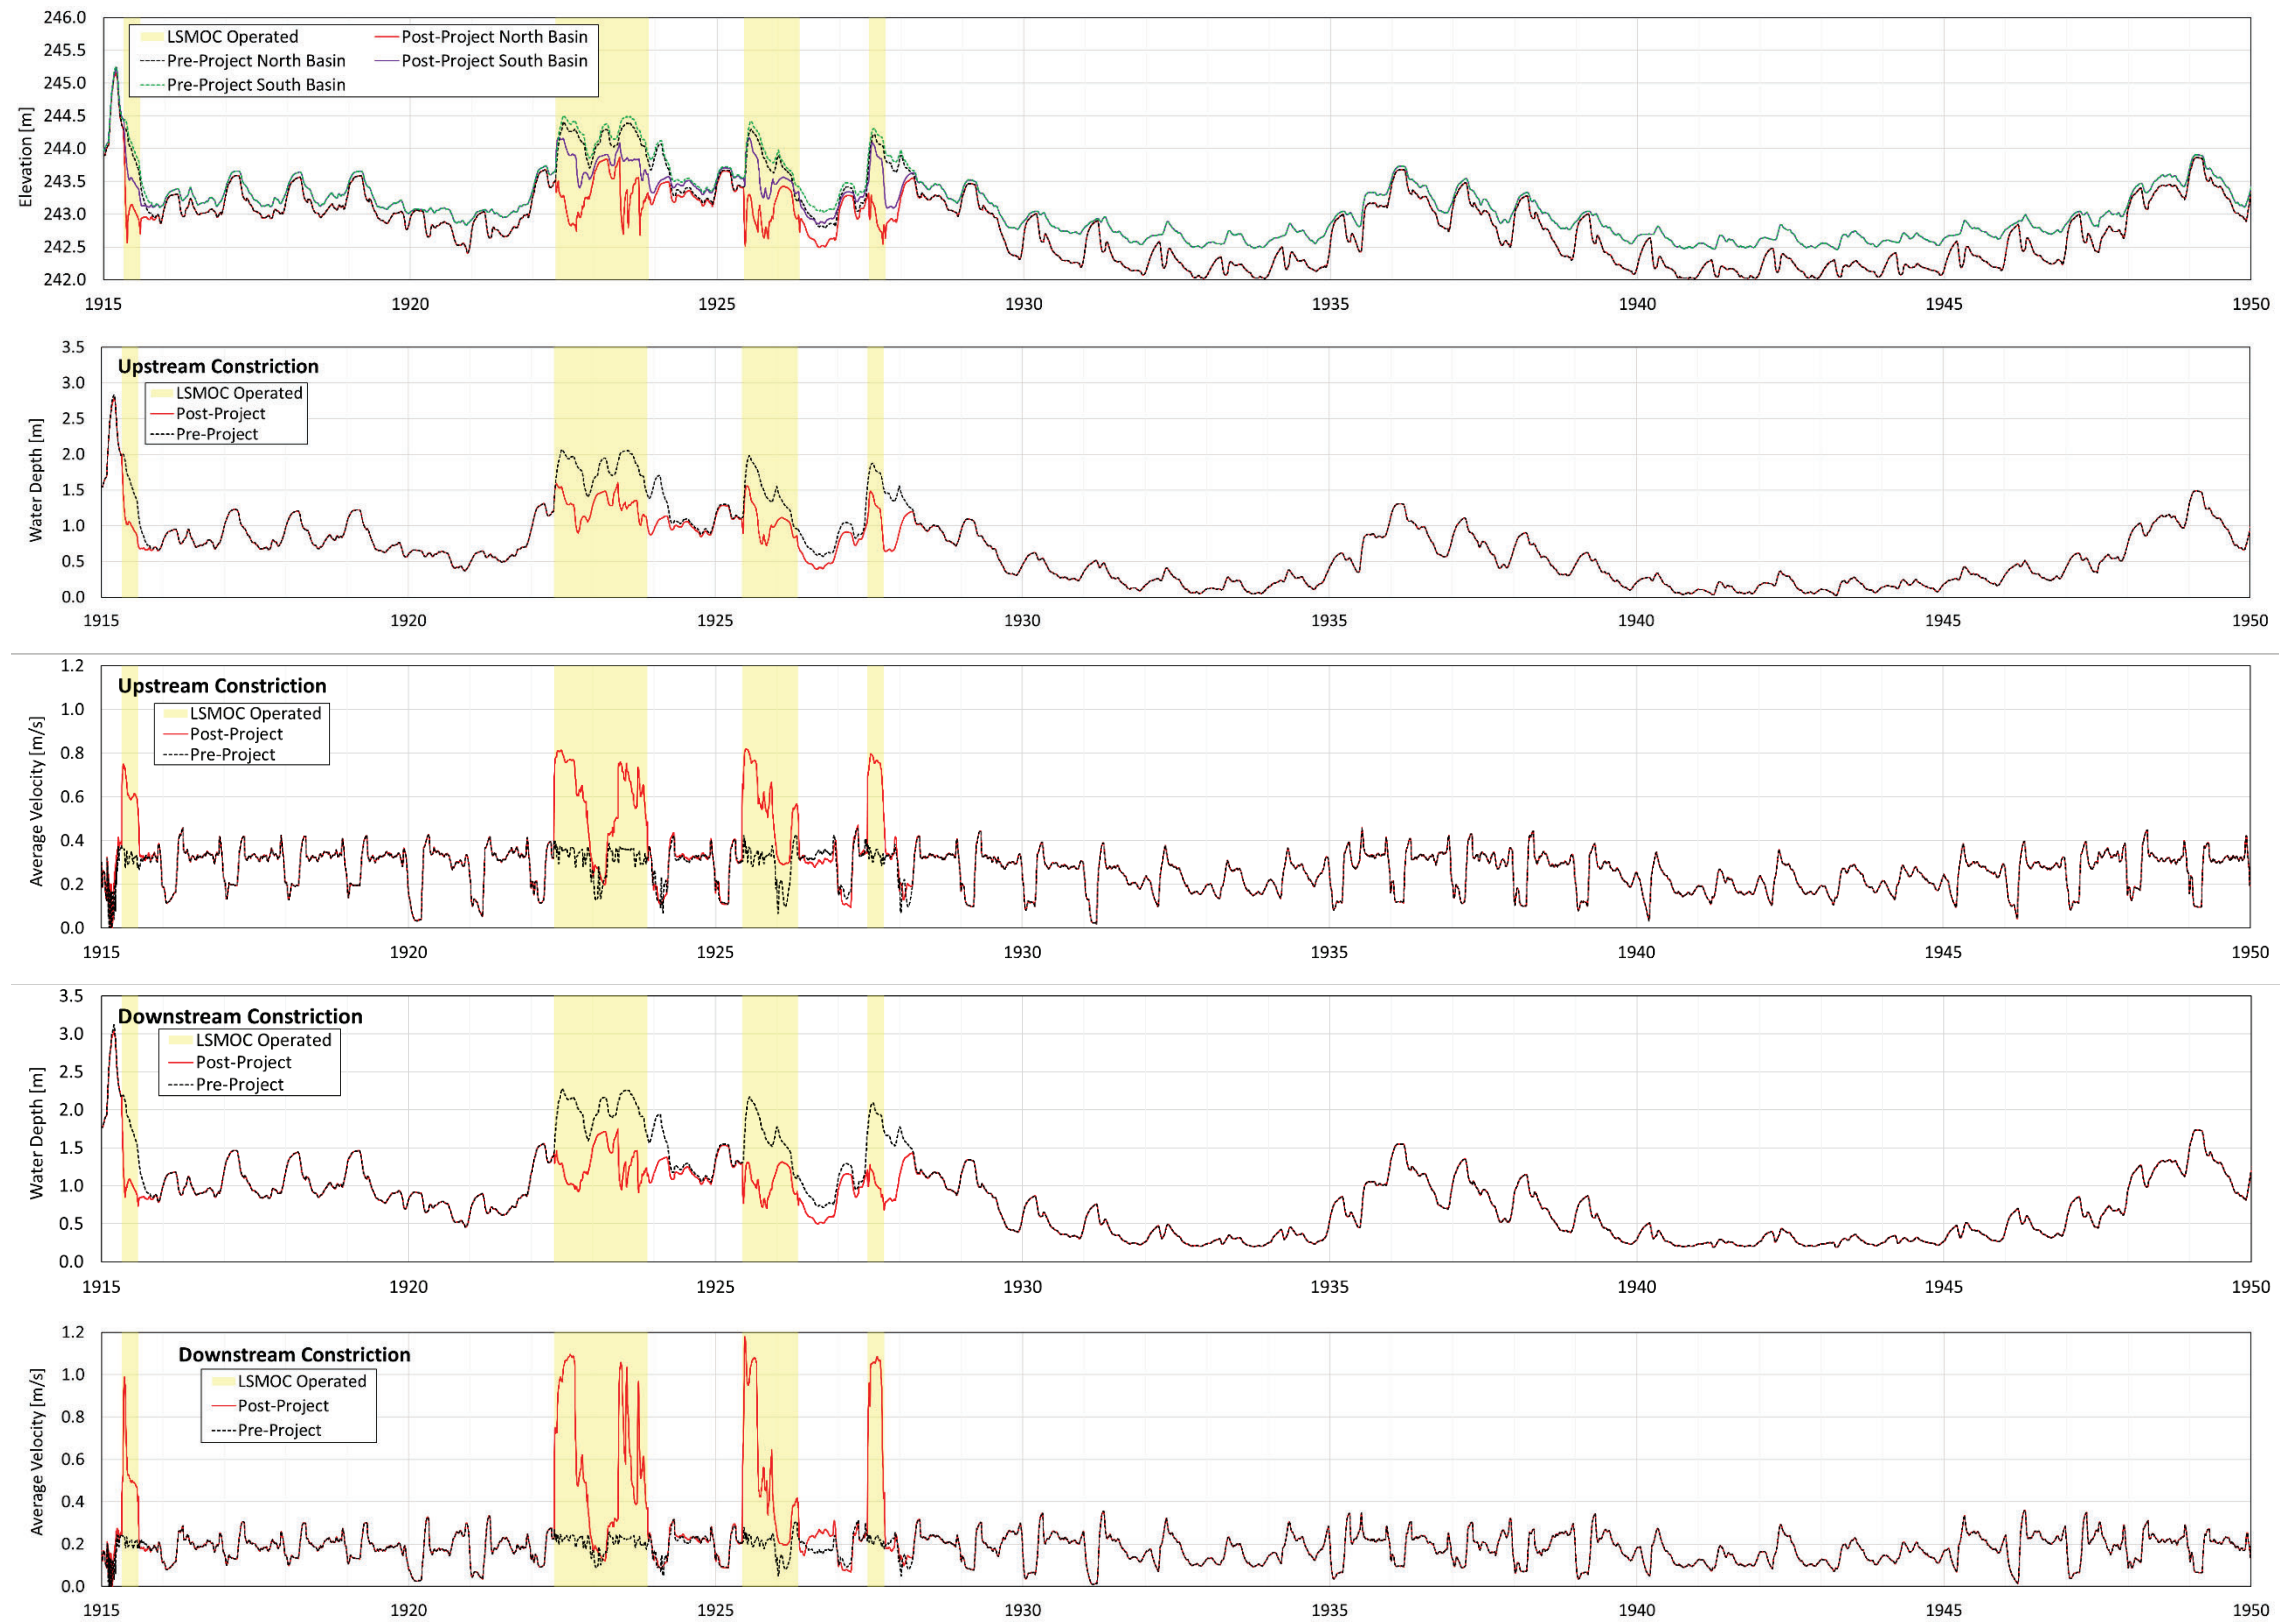 246.0
245.5
245.0
244.5
244.0
243.5
243.0
242.5
242.0
Elevation [m]
LSMOC Operated
Post-Project North Basin
Pre-Project North Basin
Post-Project South Basin
Pre-Project South Basin
1915 1920 1925 1930 1935 1940 1945 1950
3.5
3.0
2.5
2.0
1.5
1.0
0.5
0.0
Water Depth [m]
Upstream Constriction
LSMOC Operated
Post-Project
Pre-Project
1915 1920 1925 1930 1935 1940 1945 1950
1.2
1.0
0.8
0.6
0.4
0.2
0.0
Average Velocity [m/s]
Upstream Constriction
LSMOC Operated
Post-Project
Pre-Project
1915 1920 1925 1930 1935 1940 1945 1950
3.5
3.0
2.5
2.0
1.5
1.0
0.5
0.0
Water Depth [m]
Downstream Constriction
LSMOC Operated
Post-Project
Pre-Project
1915 1920 1925 1930 1935 1940 1945 1950
1.2
1.0
0.8
0.6
0.4
0.2
0.0
Average Velocity [m/s]
Downstream Constriction
LSMOC Operated
Post-Project
Pre-Project
1915 1920 1925 1930 1935 1940 1945 1950